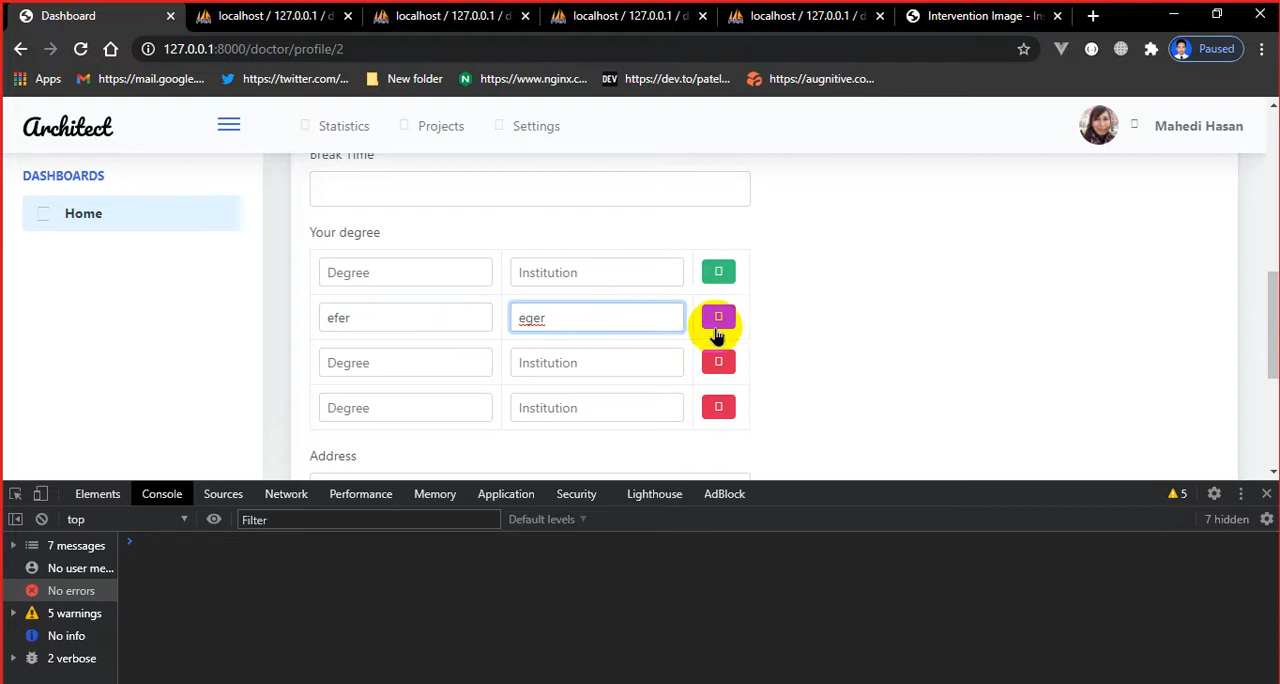 Dashboard
localhost / 127.0.0.1 / d
localhost / 127.0.0.1 / d
localhost / 127.0.0.1 / d
localhost / 127.0.0.1 / d
Intervention Image - In
127.0.0.1:8000/doctor/profile/2
Paused
Apps
https://mail.google....
https://twitter.com/...
New folder
https://www.nginx.c...
DEV
https://dev.to/patel...
https://augnitive.co...
Architect
Statistics
Projects
Settings
Mahedi Hasan
DASHBOARDS
Home
Break Time
Your degree
Degree
Institution
efer
eger
Degree
Institution
Degree
Institution
Address
Elements
Console
Sources
Network
Performance
Memory
Application
Security
Lighthouse
AdBlock
5
top
Filter
Default levels
7 hidden
7 messages
No user me...
No errors
5 warnings
No info
2 verbose